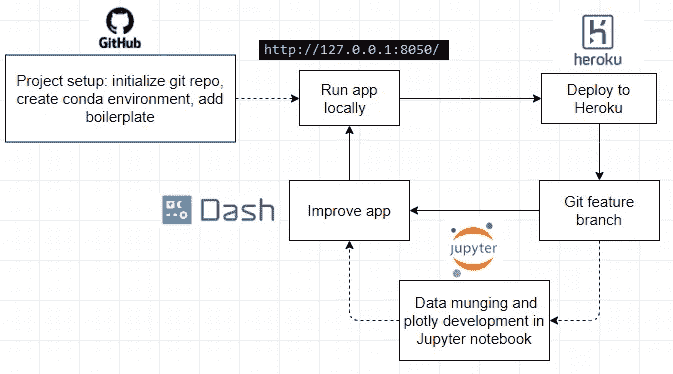 GitHub
http://127.0.0.1:8050/
heroku
Project setup: initialize git repo,
create conda environment, add
boilerplate
Run app
locally
Deploy to
Heroku
Dash
Improve app
Git feature
branch
jupyter
Data munging and
plotly development in
Jupyter notebook